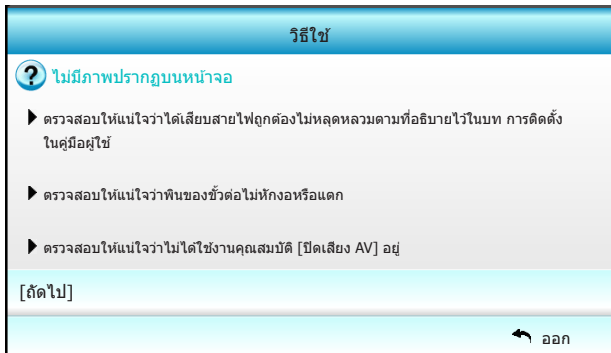 วิธีใช้
ไม่มีภาพปรากฏบนหน้าจอ
ตรวจสอบให้แน่ใจว่าได้เสียบสายไฟถูกต้องไม่หลุดหลวมตามที่อธิบายไว้ในบท การติดตั้ง
ในคู่มือผู้ใช้
ตรวจสอบให้แน่ใจว่าพินของขั้วต่อไม่หักงอหรือแตก
ตรวจสอบให้แน่ใจว่าไม่ได้ใช้งานคุณสมบัติ [ปิดเสียง AV] อยู่
[ถัดไป]
ออก